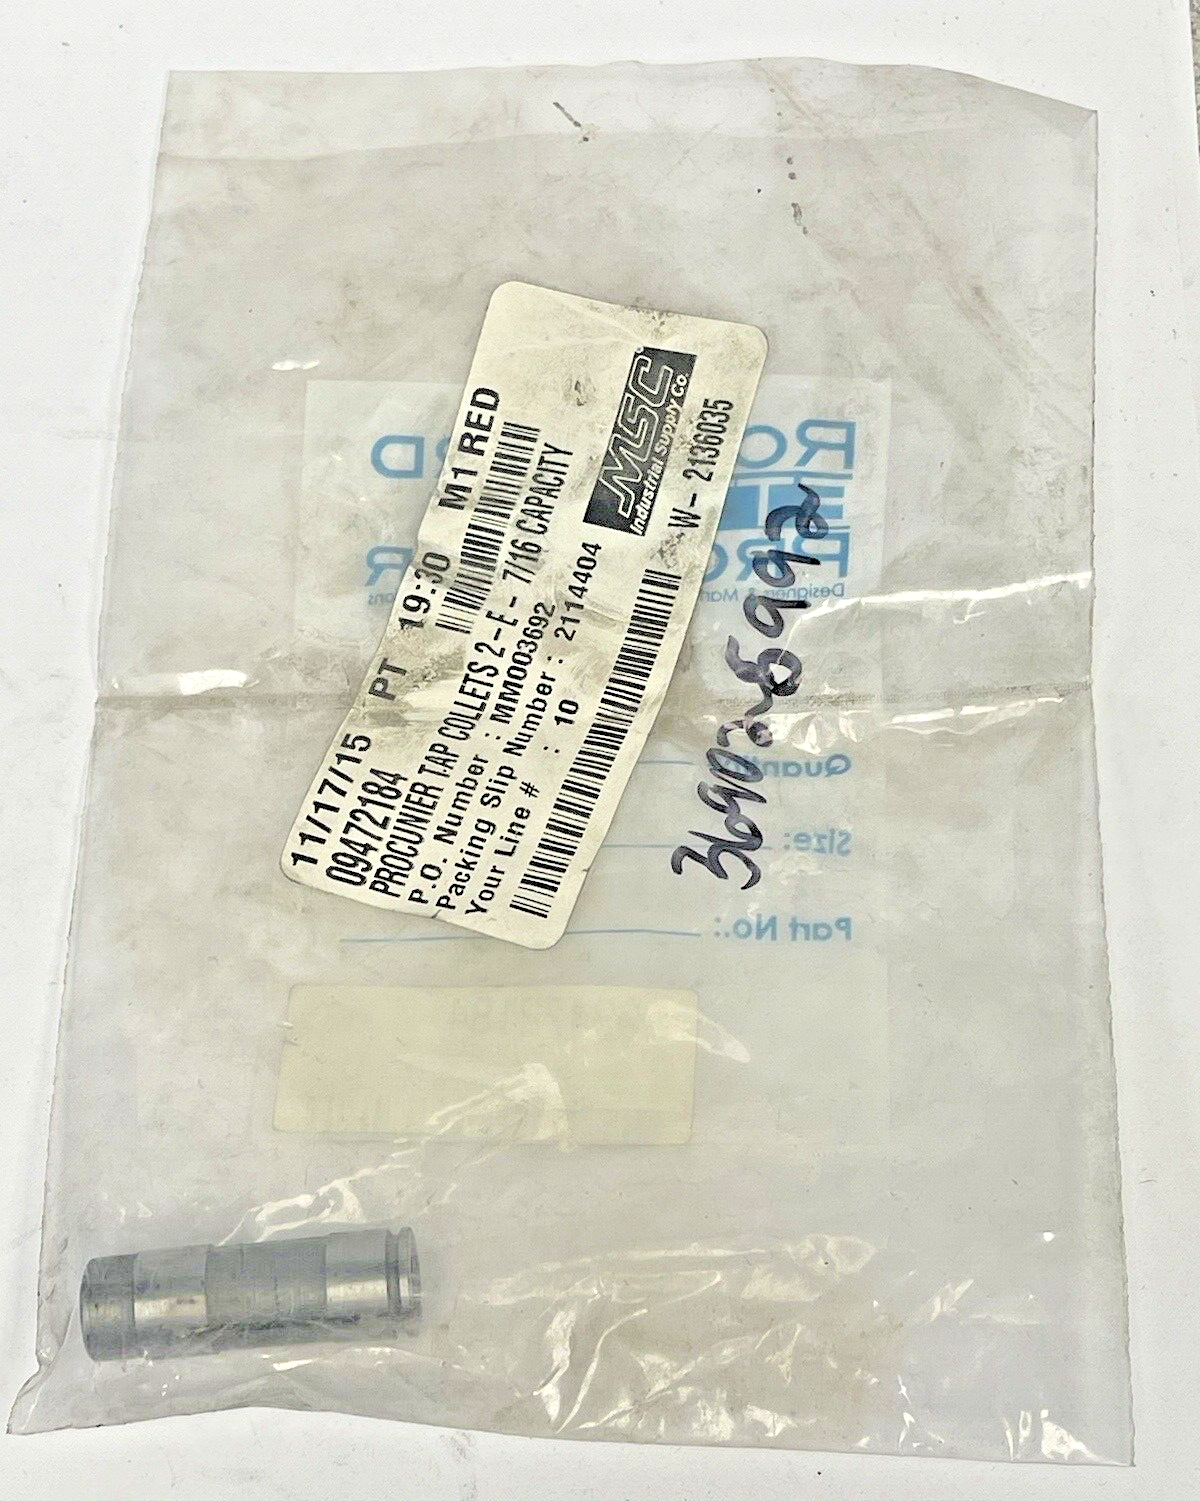 11/17/15 PT 19:30 M1 RED
09472184
PROCUNIER TAP COLLETS 2-E - 7/16 CAPACITY
P.O. Number : MM003692
Packing Slip Number : 2114404
Your Line # : 10
MSC
Industrial Supply Co.
W- 2136035
Quantity
Size:
Part No.: